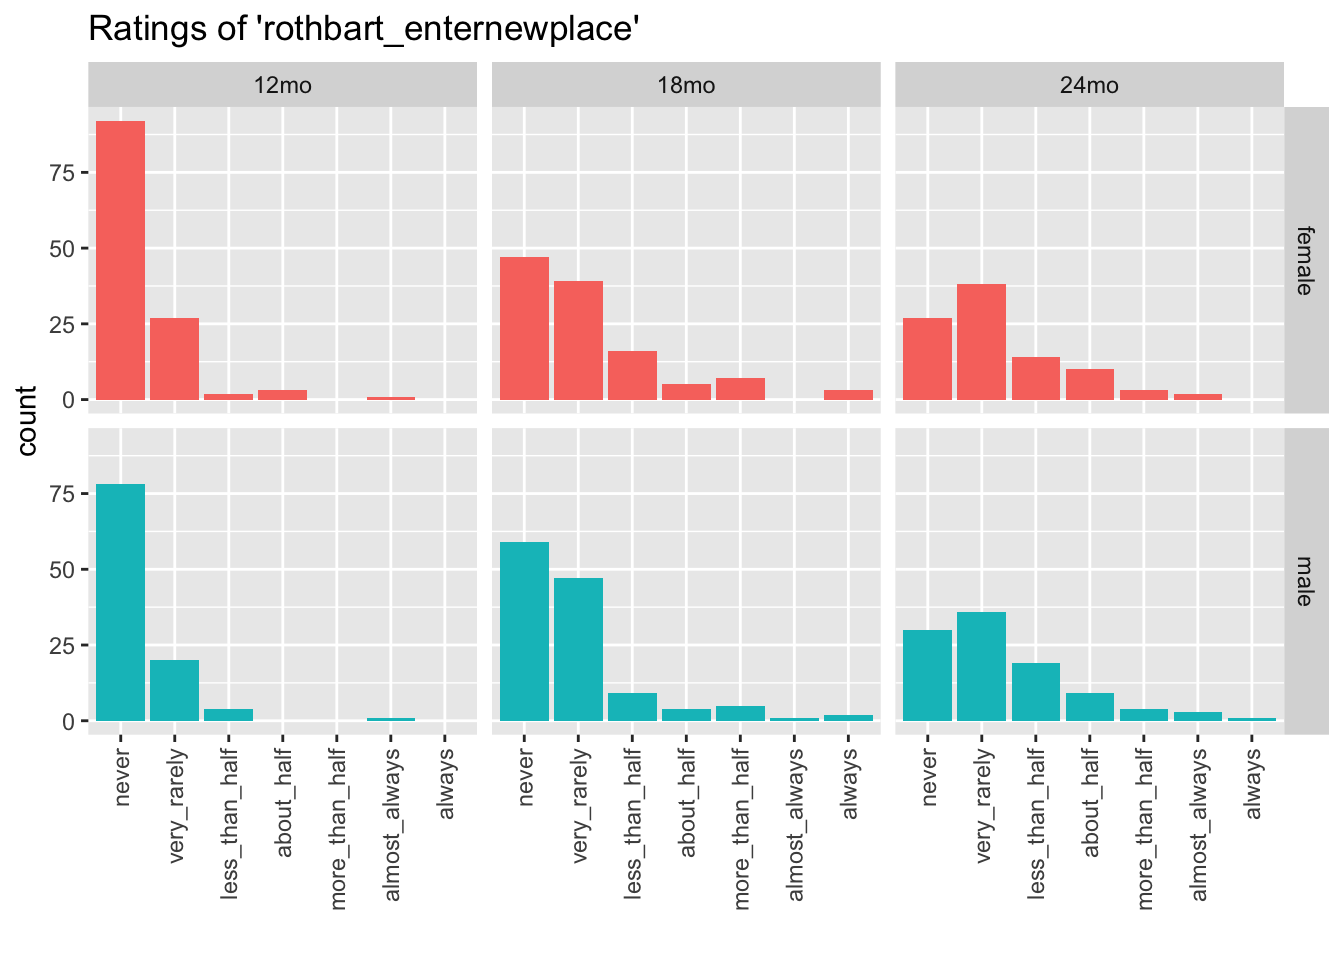 Ratings of 'rothbart_enternewplace'
12mo 18mo 24mo
75
50
25
0
female
count
75
50
25
0
male
never very_rarely less_than_half about_half more_than_half almost_always always never very_rarely less_than_half about_half more_than_half almost_always always never very_rarely less_than_half about_half more_than_half almost_always always